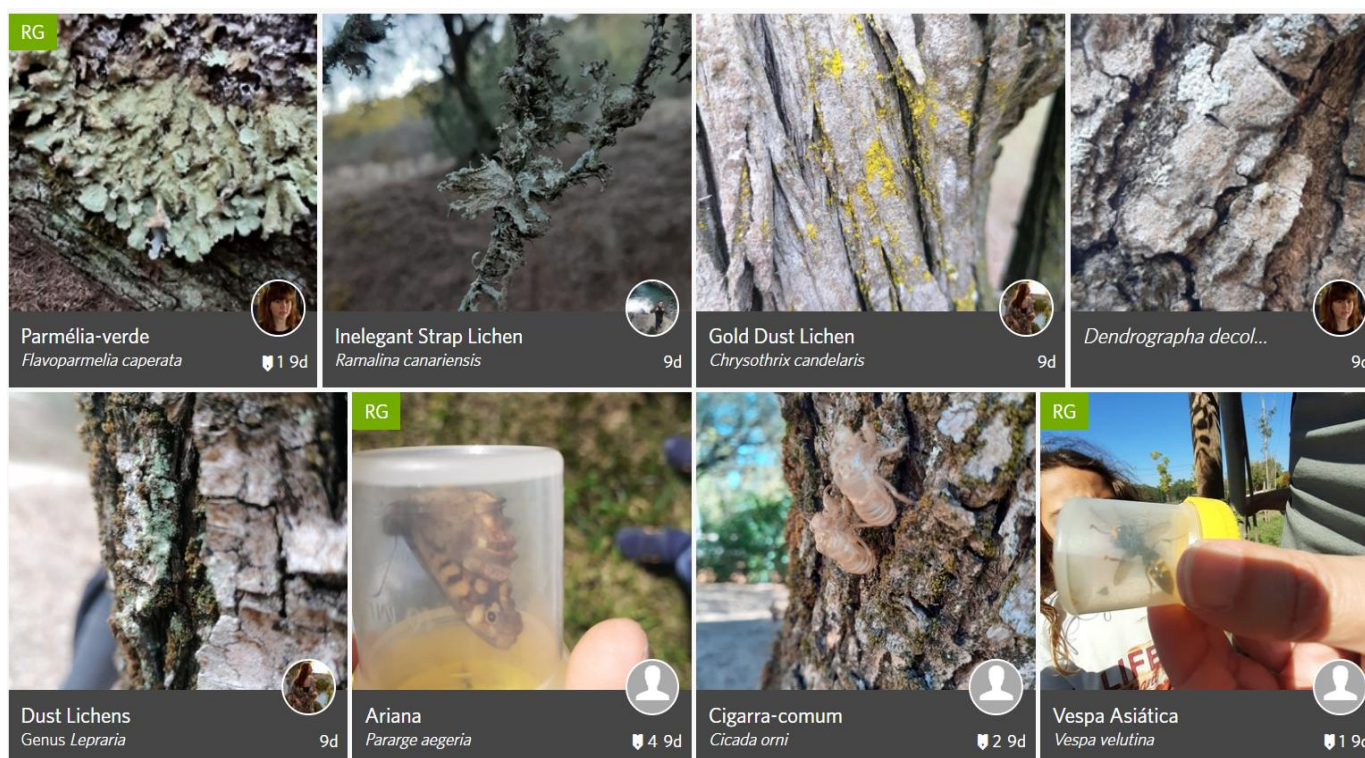 RG
Parmélia-verde
Flavoparmelia caperata
1 9d
Inelegant Strap Lichen
Ramalina canariensis
9d
Gold Dust Lichen
Chrysothrix candelaris
9d
Dendrographa decol...
9d
Dust Lichens
Genus Lepraria
9d
RG
Ariana
Pararge aegeria
4 9d
Cigarra-comum
Cicada orni
2 9d
RG
LIFE
Vespa Asiática
Vespa velutina
1 9d